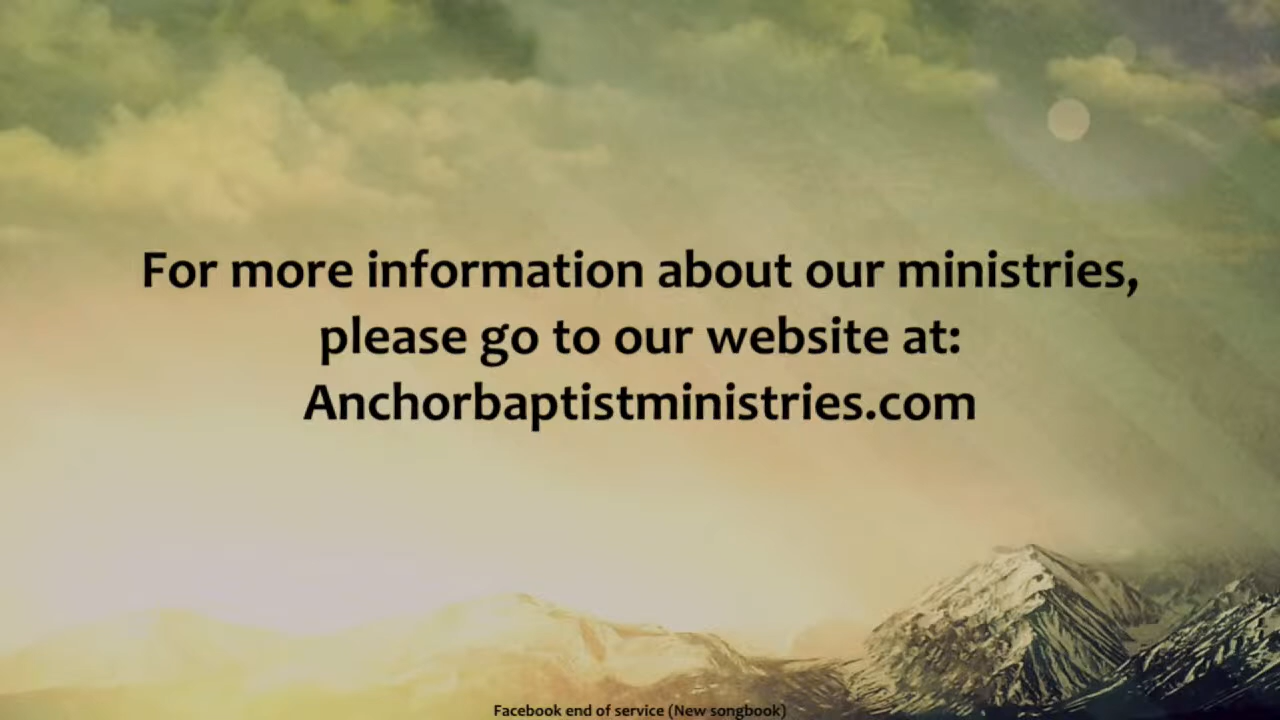 For more information about our ministries,
please go to our website at:
Anchorbaptistministries.com
Facebook end of service (New songbook)